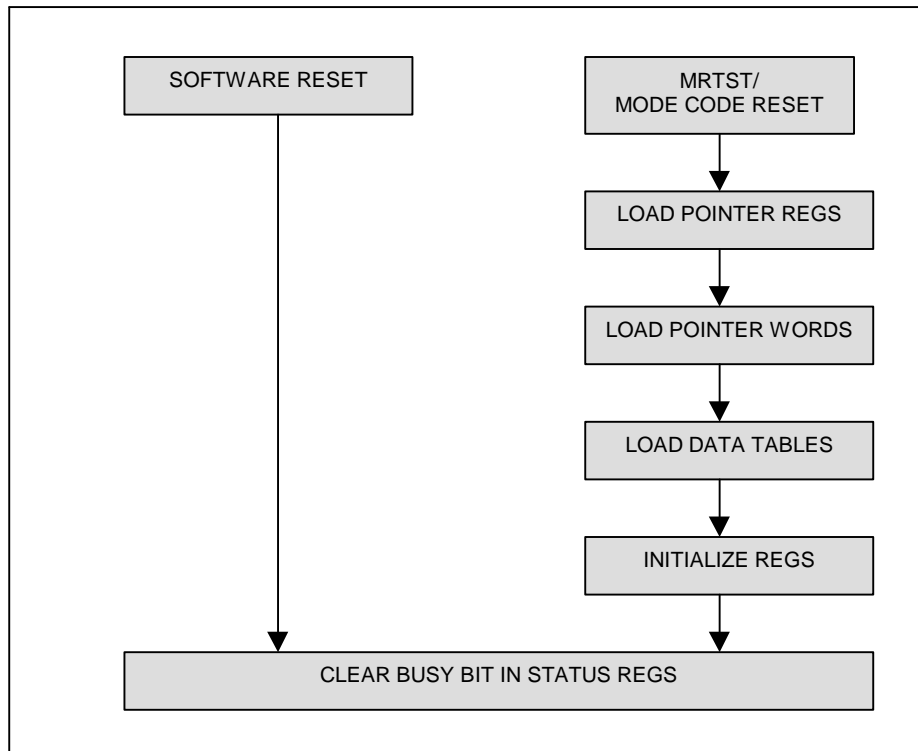 SOFTWARE RESET
MRTST/
MODE CODE RESET
LOAD POINTER REGS
LOAD POINTER WORDS
LOAD DATA TABLES
INITIALIZE REGS
CLEAR BUSY BIT IN STATUS REGS